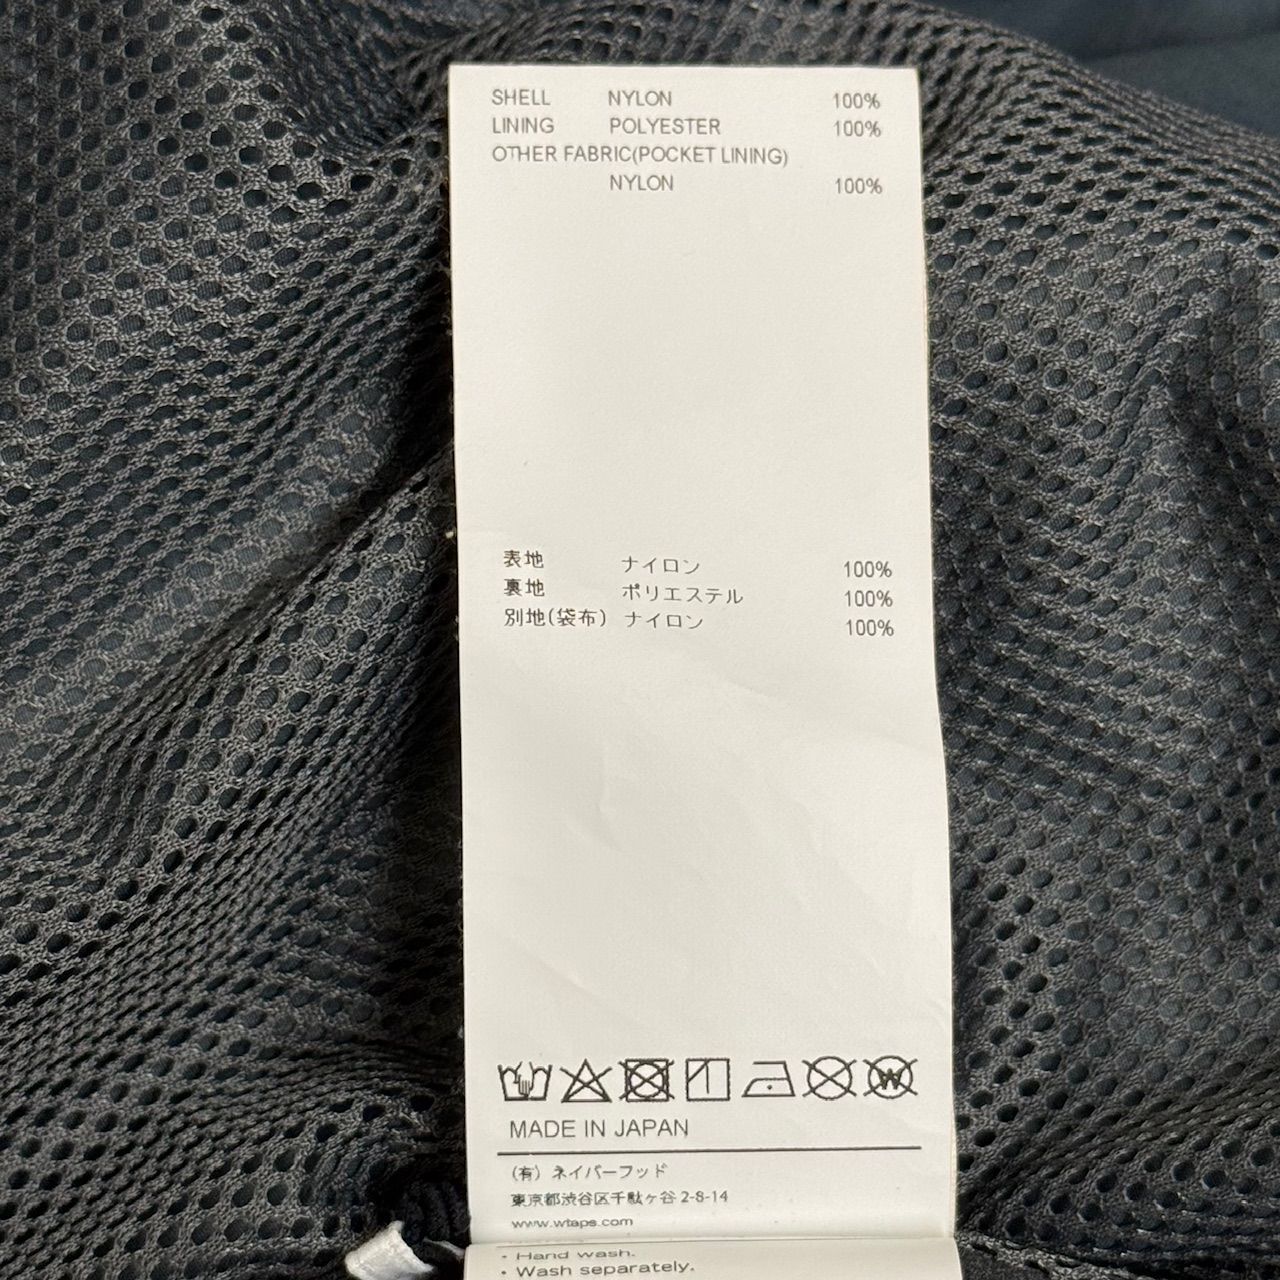 SHELL NYLON 100%
LINING POLYESTER 100%
OTHER FABRIC(POCKET LINING)
NYLON 100%
表地 ナイロン 100%
裏地 ポリエステル 100%
別地(袋布) ナイロン 100%
W
MADE IN JAPAN
(有) ネイバーフッド
東京都渋谷区千駄ヶ谷 2-8-14
www.wtaps.com
・Hand wash.
・Wash separately.